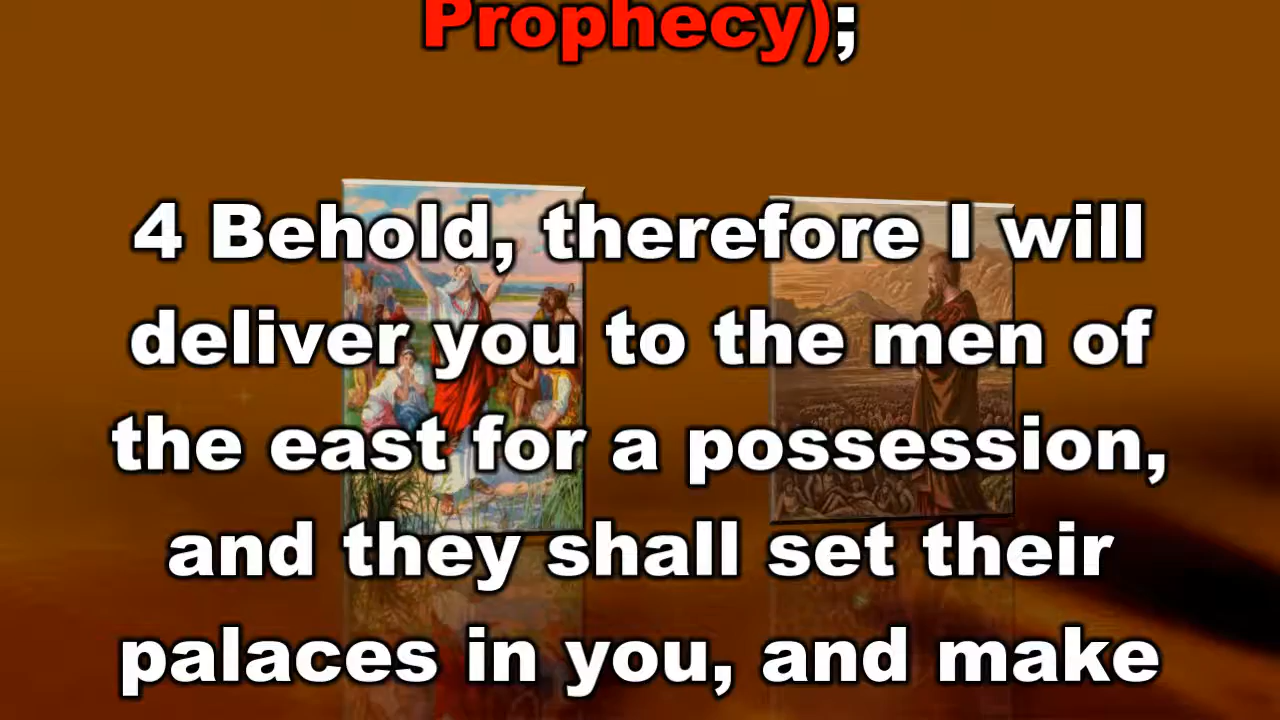 Prophecy);
4 Behold, therefore I will
deliver you to the men of
the east for a possession,
and they shall set their
palaces in you, and make